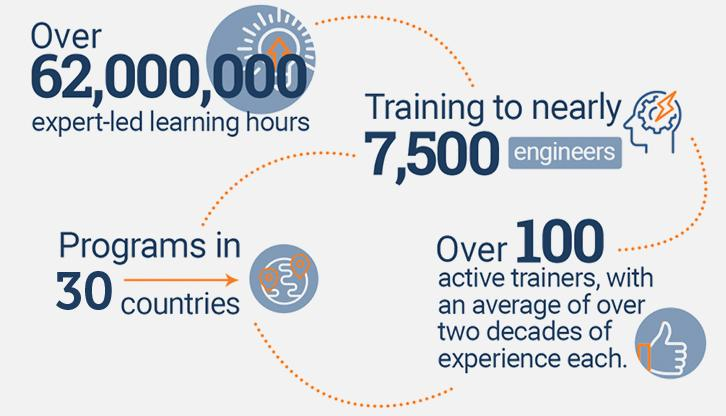 Over
62,000,000
expert-led learning hours
Training to nearly
7,500 engineers
Programs in
30 countries
Over 100
active trainers, with
an average of over
two decades of
experience each.